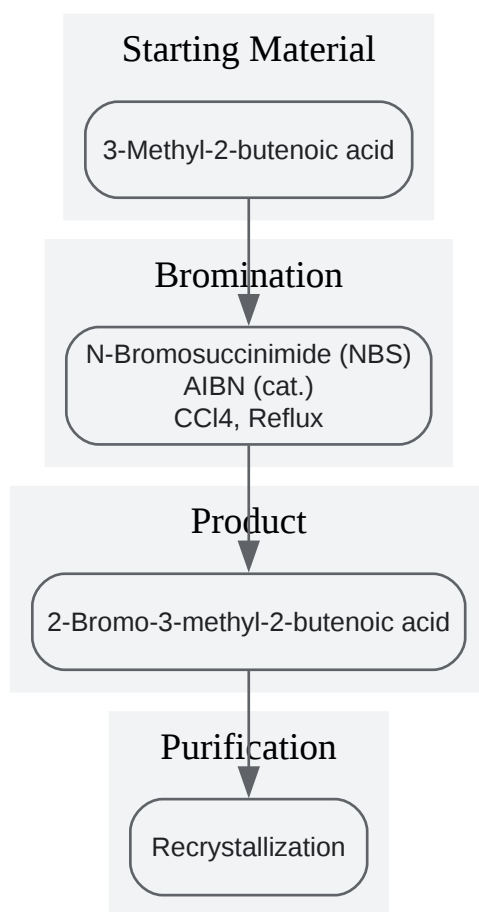 Starting Material
3-Methyl-2-butenoic acid
Bromination
N-Bromosuccinimide (NBS)
AIBN (cat.)
CCl4, Reflux
Product
2-Bromo-3-methyl-2-butenoic acid
Purification
Recrystallization